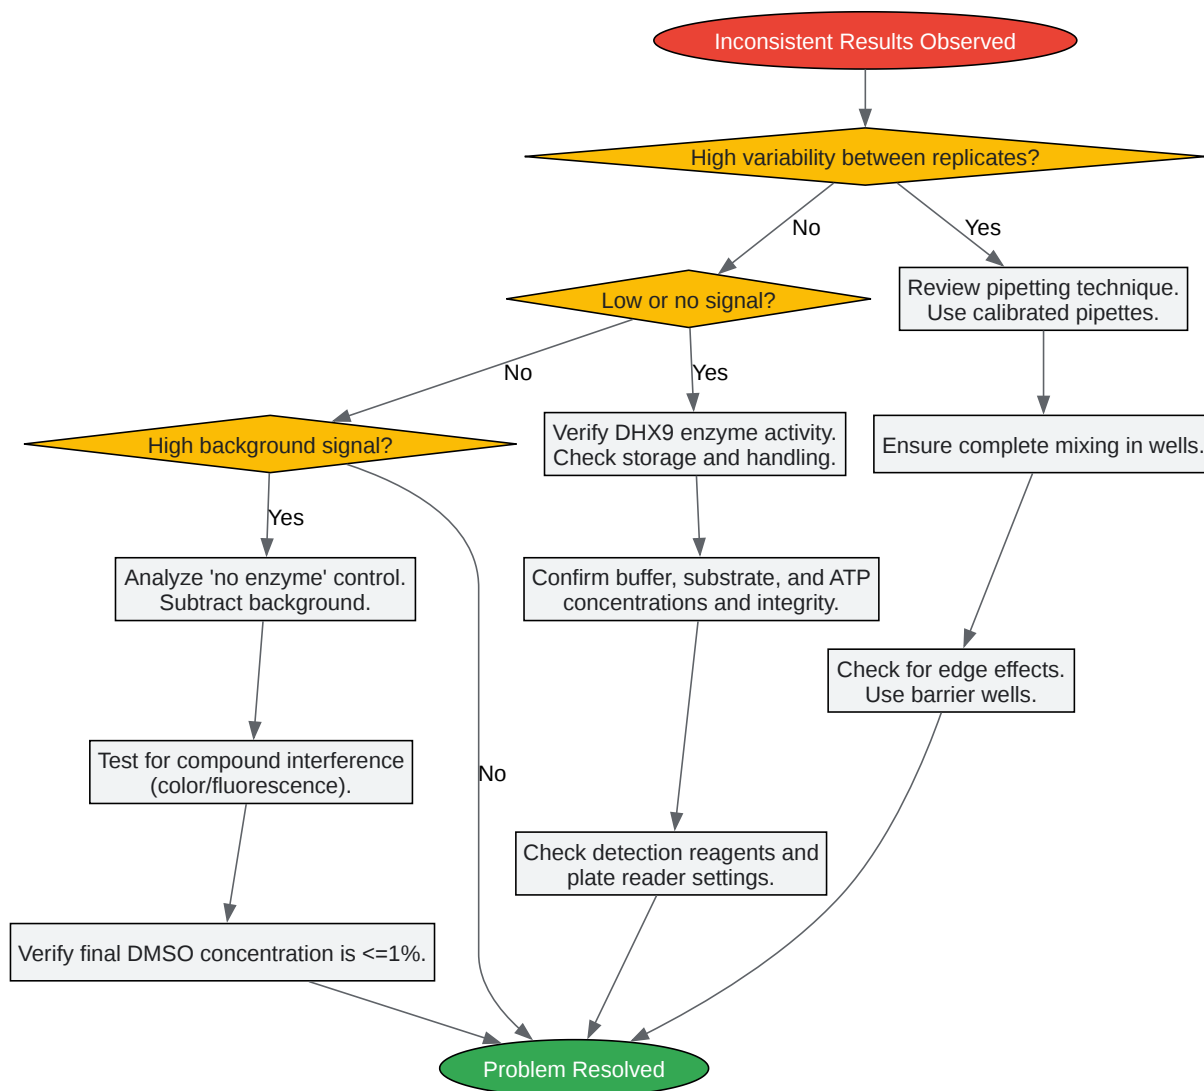 Inconsistent Results Observed
High variability between replicates?
No
Yes
Low or no signal?
Review pipetting technique.
Use calibrated pipettes.
No
Yes
High background signal?
Verify DHX9 enzyme activity.
Check storage and handling.
Ensure complete mixing in wells.
Yes
Analyze 'no enzyme' control.
Subtract background.
Confirm buffer, substrate, and ATP
concentrations and integrity.
Check for edge effects.
Use barrier wells.
Test for compound interference
(color/fluorescence).
No
Check detection reagents and
plate reader settings.
Verify final DMSO concentration is <=1%.
Problem Resolved